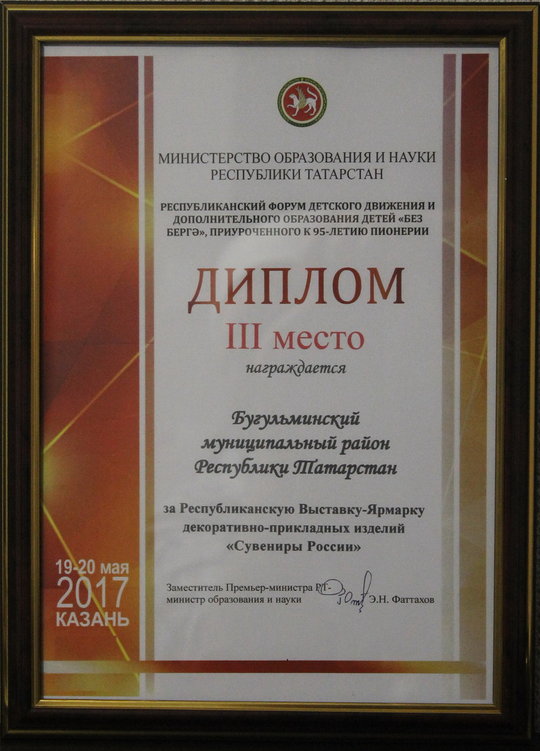 МИНИСТЕРСТВО ОБРАЗОВАНИЯ И НАУКИ
РЕСПУБЛИКИ ТАТАРСТАН
РЕСПУБЛИКАНСКИЙ ФОРУМ ДЕТСКОГО ДВИЖЕНИЯ И
ДОПОЛНИТЕЛЬНОГО ОБРАЗОВАНИЯ ДЕТЕЙ «БЕЗ
БЕРГӘ», ПРИУРОЧЕННОГО К 95-ЛЕТИЮ ПИОНЕРИИ
ДИПЛОМ
III место
награждается
Бугульминский
муниципальный район
Республики Татарстан
за Республиканскую Выставку-Ярмарку
декоративно-прикладных изделий
«Сувениры России»
Заместитель Премьер-министра РТ-
министр образования и науки Э.Н. Фаттахов
19-20 мая
2017
КАЗАНЬ